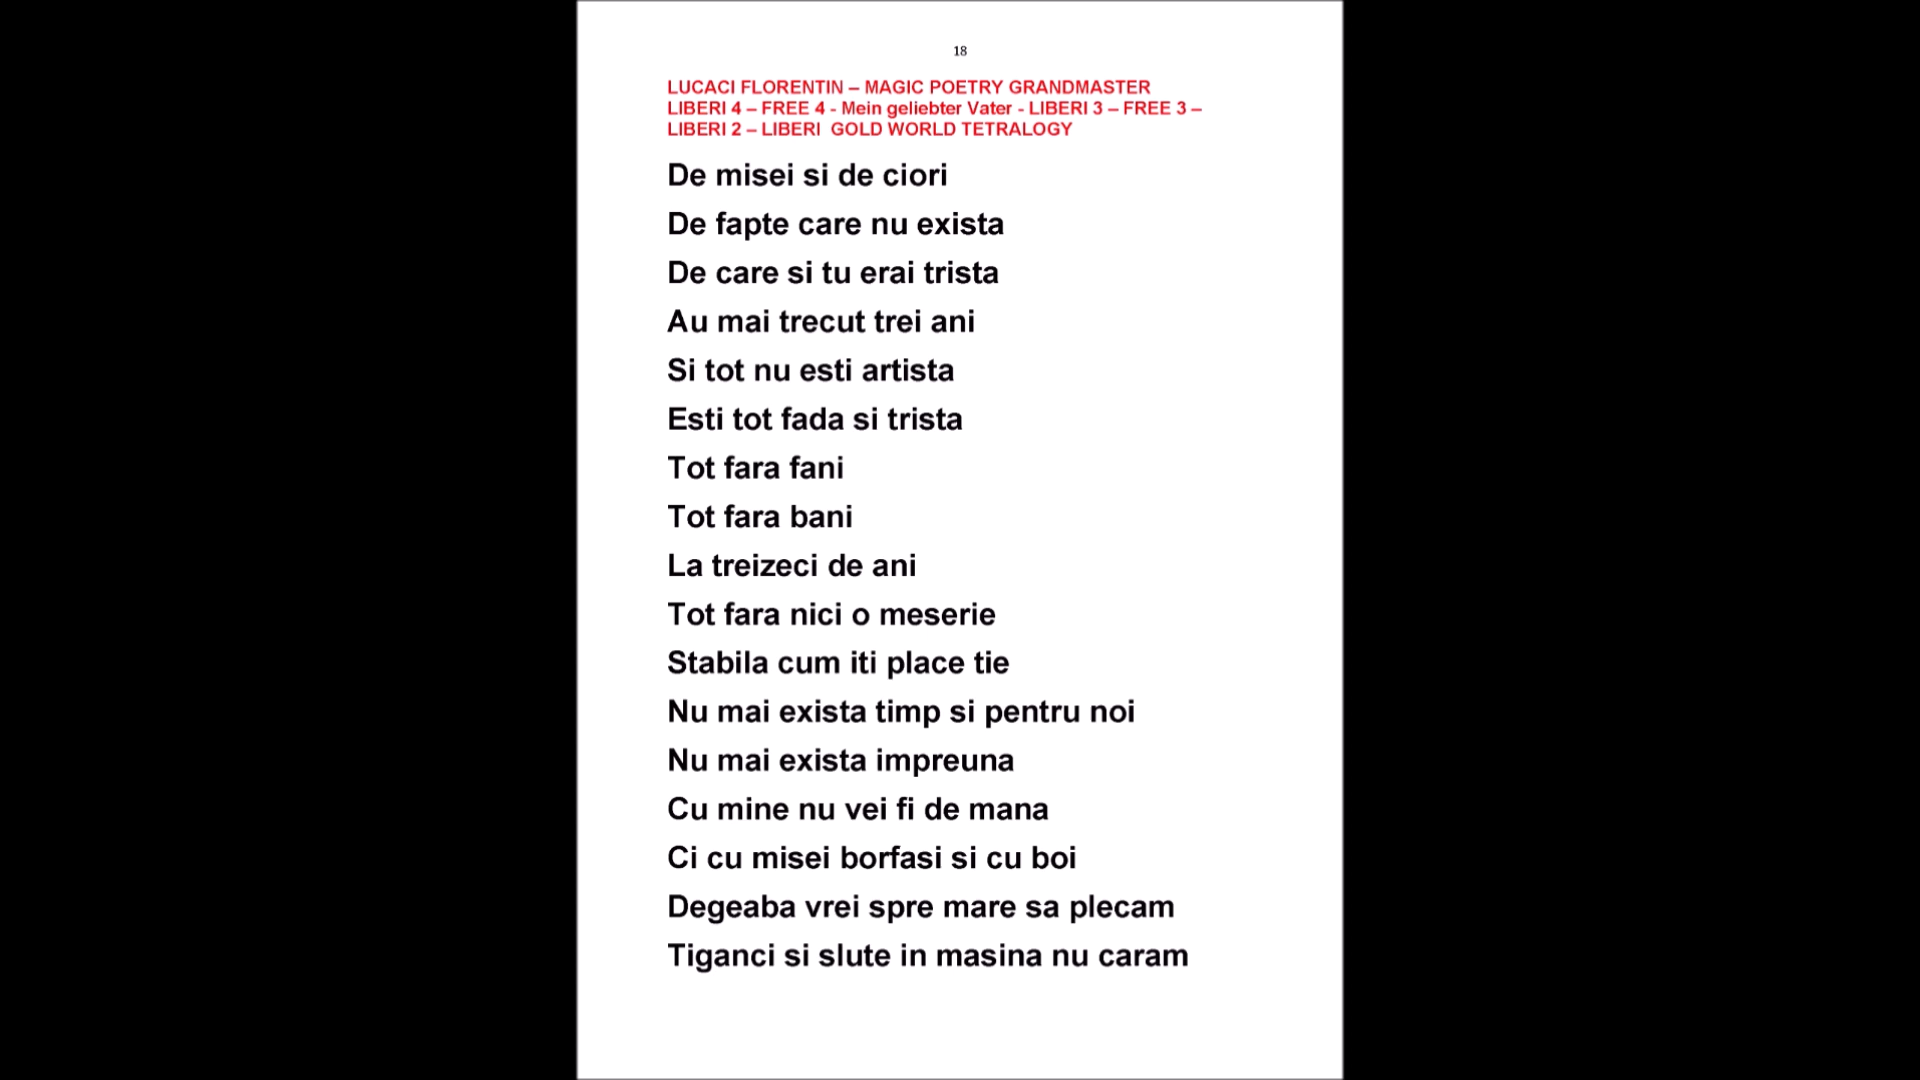 18
LUCACI FLORENTIN – MAGIC POETRY GRANDMASTER
LIBERI 4 – FREE 4 - Mein geliebter Vater - LIBERI 3 – FREE 3 –
LIBERI 2 – LIBERI  GOLD WORLD TETRALOGY
De misei si de ciori
De fapte care nu exista
De care si tu erai trista
Au mai trecut trei ani
Si tot nu esti artista
Esti tot fada si trista
Tot fara fani
Tot fara bani
La treizeci de ani
Tot fara nici o meserie
Stabila cum iti place tie
Nu mai exista timp si pentru noi
Nu mai exista impreuna
Cu mine nu vei fi de mana
Ci cu misei borfasi si cu boi
Degeaba vrei spre mare sa plecam
Tiganci si slute in masina nu caram